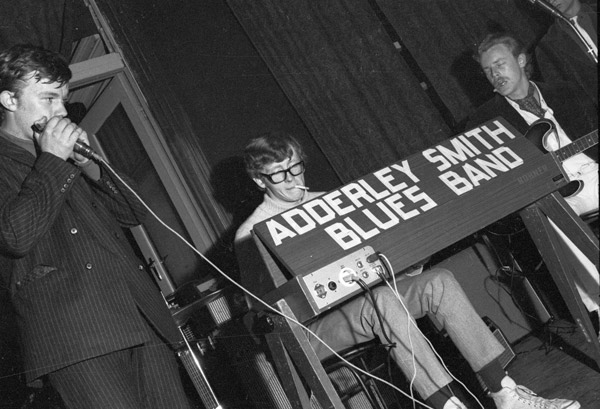 ADDERLEY SMITH
BLUES BAND